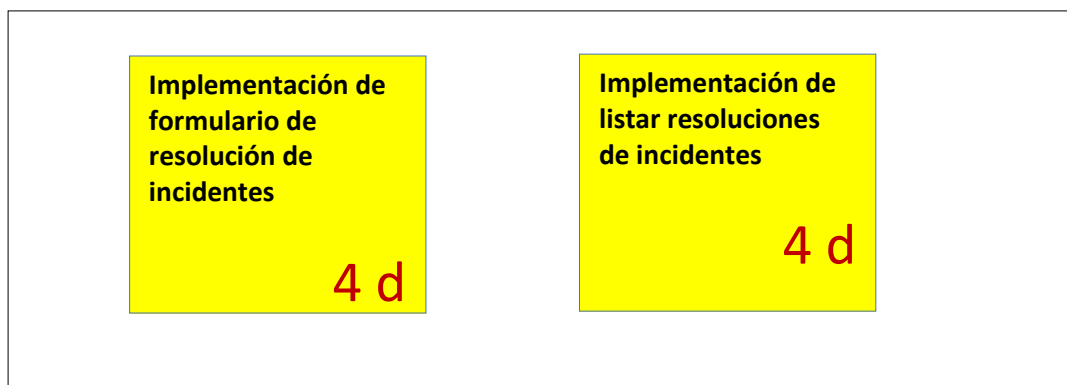 Implementación de
formulario de
resolución de
incidentes
4 d
Implementación de
listar resoluciones
de incidentes
4 d